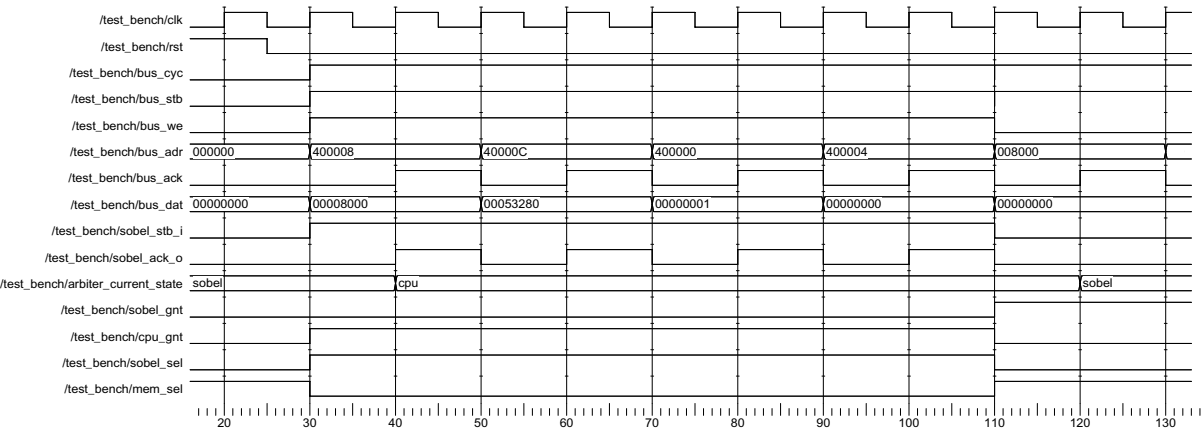 /test_bench/clk
/test_bench/rst
/test_bench/bus_cyc
/test_bench/bus_stb
/test_bench/bus_we
/test_bench/bus_adr 000000 400008 40000C 400000 400004 008000
/test_bench/bus_ack
/test_bench/bus_dat 00000000 00008000 00053280 00000001 00000000 00000000
/test_bench/sobel_stb_i
/test_bench/sobel_ack_o
/test_bench/arbiter_current_state sobel cpu sobel
/test_bench/sobel_gnt
/test_bench/cpu_gnt
/test_bench/sobel_sel
/test_bench/mem_sel
20 30 40 50 60 70 80 90 100 110 120 130